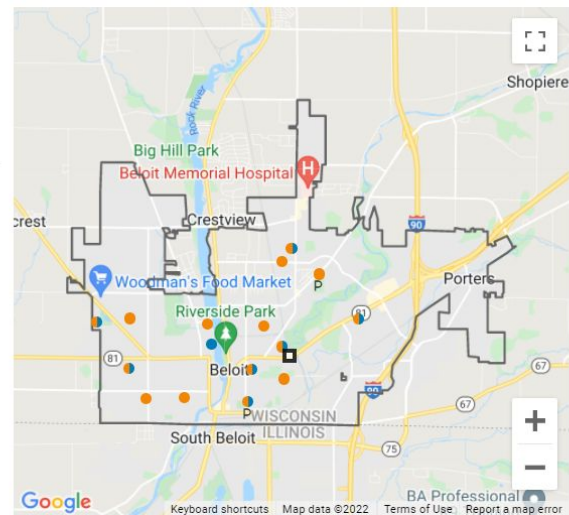 Shopiere
Rock River
Big Hill Park
Beloit Memorial Hospital
H
crest
Crestview
90
Porters
Woodman's Food Market
Riverside Park
P
81
81
Beloit
90
67
67
P
WISCONSIN
ILLINOIS
South Beloit
75
+
−
BA Professional
Google
Keyboard shortcuts Map data ©2022 Terms of Use Report a map error